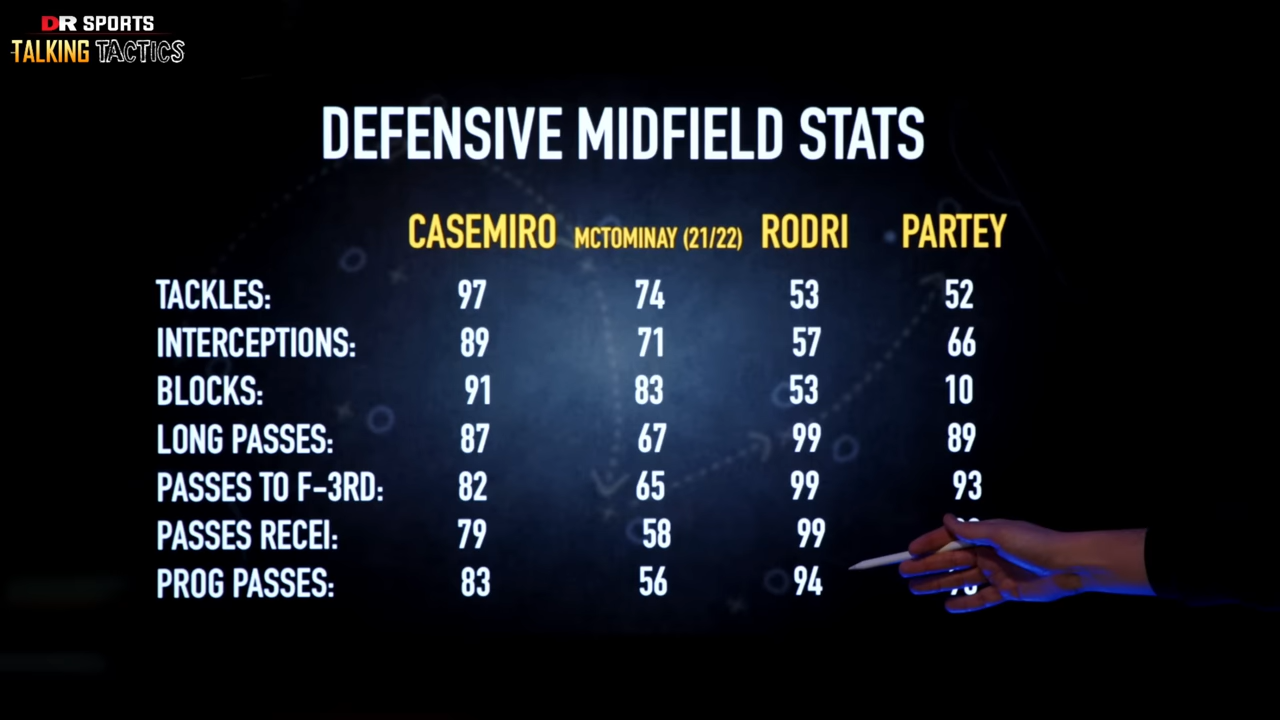 DR SPORTS
TALKING TACTICS
DEFENSIVE MIDFIELD STATS
CASEMIRO MCTOMINAY (21/22) RODRI PARTEY
TACKLES: 97 74 53 52
INTERCEPTIONS: 89 71 57 66
BLOCKS: 91 83 53 10
LONG PASSES: 87 67 99 89
PASSES TO F-3RD: 82 65 99 93
PASSES RECEI: 79 58 99
PROG PASSES: 83 56 94